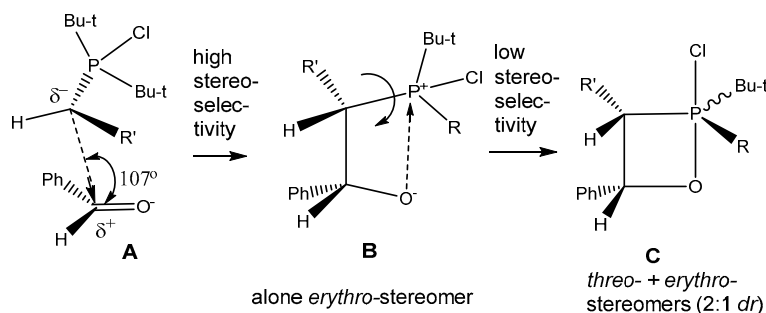 Bu-t
Cl
P
Bu-t
δ⁻
H
R'
Ph
107º
O⁻
δ⁺
H
A
high
stereo-
selec-
tivity
Bu-t
R'
P⁺
Cl
H
R
Ph
H
O⁻
B
alone erythro-stereomer
low
stereo-
selec-
tivity
Cl
R'
Bu-t
P
H
R
Ph
O
H
C
threo- + erythro-
stereomers (2:1 dr)